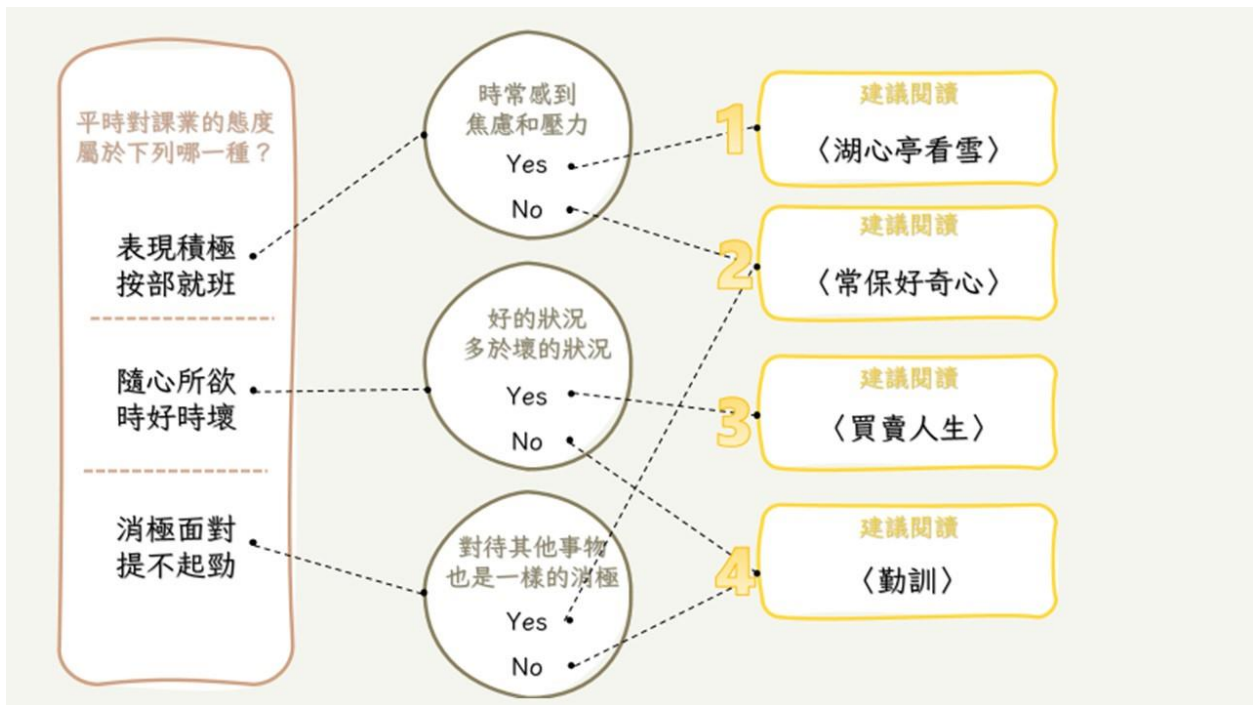 平時對課業的態度
屬於下列哪一種？
表現積極
按部就班
隨心所欲
時好時壞
消極面對
提不起勁
時常感到
焦慮和壓力
Yes
No
好的狀況
多於壞的狀況
Yes
No
對待其他事物
也是一樣的消極
Yes
No
1
建議閱讀
〈湖心亭看雪〉
2
建議閱讀
〈常保好奇心〉
3
建議閱讀
〈買賣人生〉
4
建議閱讀
〈勤訓〉